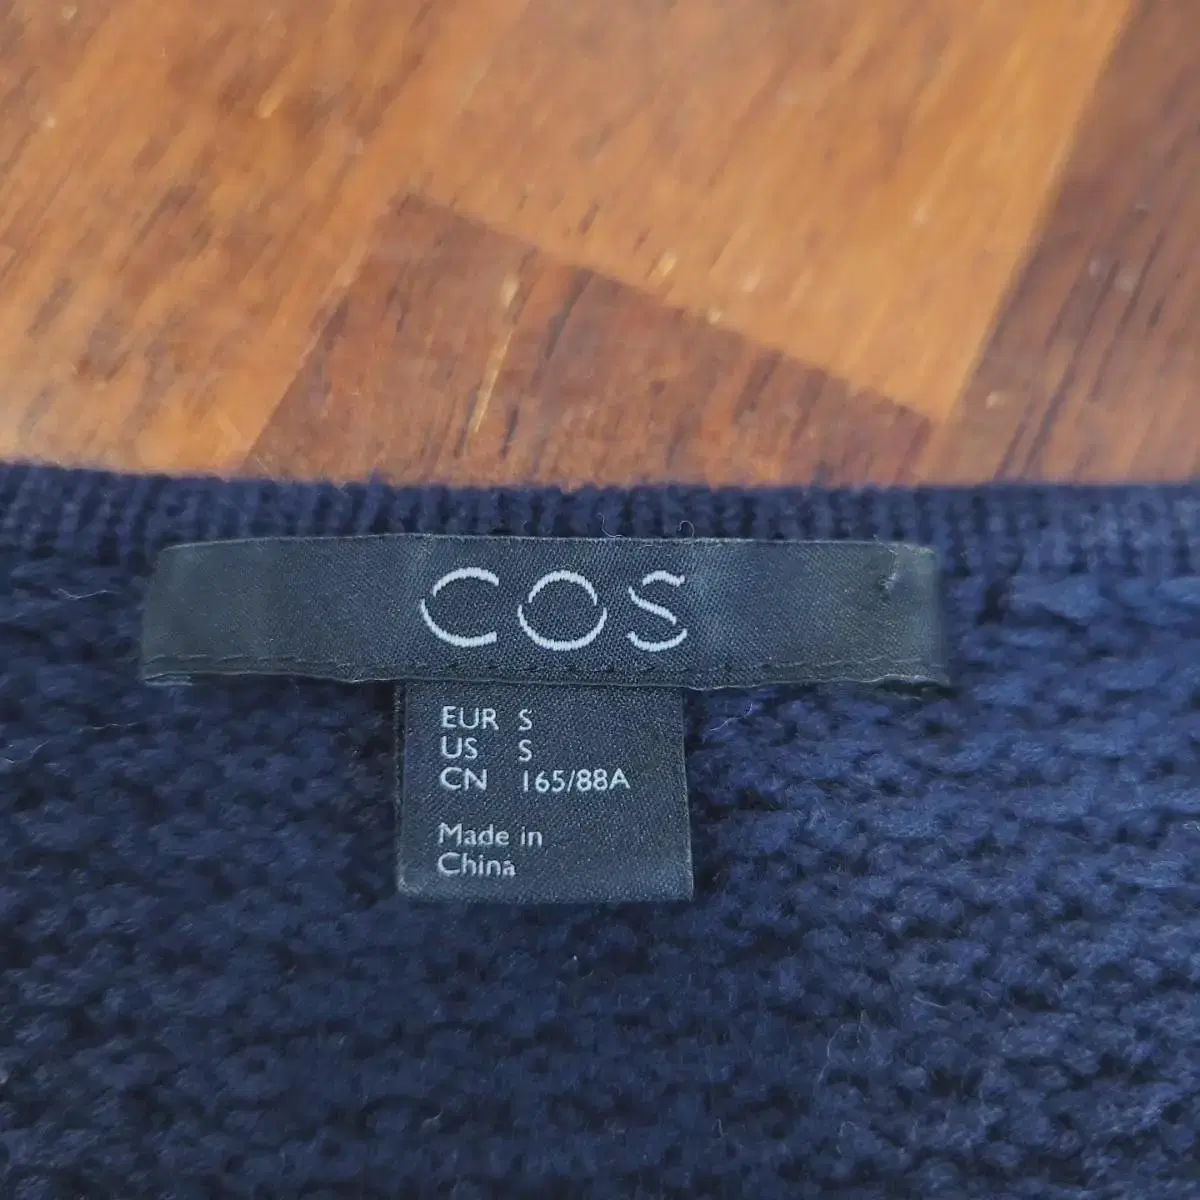 COS
EUR S
US S
CN 165/88A
Made in
China